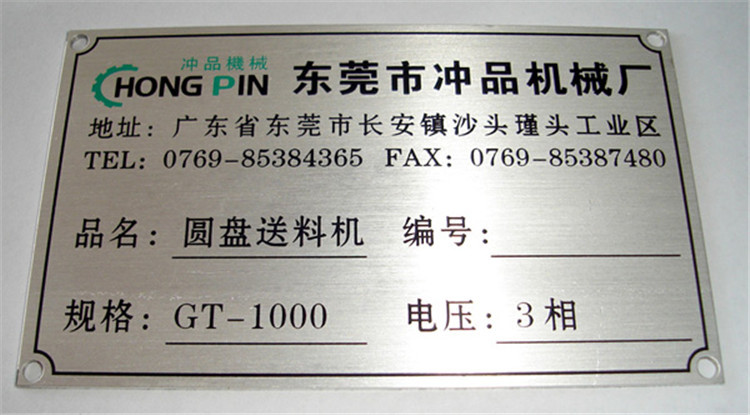 冲品機械
HONG PIN 东莞市冲品机械厂
地址: 广东省东莞市长安镇沙头瑾头工业区
TEL: 0769-85384365 FAX: 0769-85387480
品名: 圆盘送料机 编号:
规格: GT-1000 电压: 3相